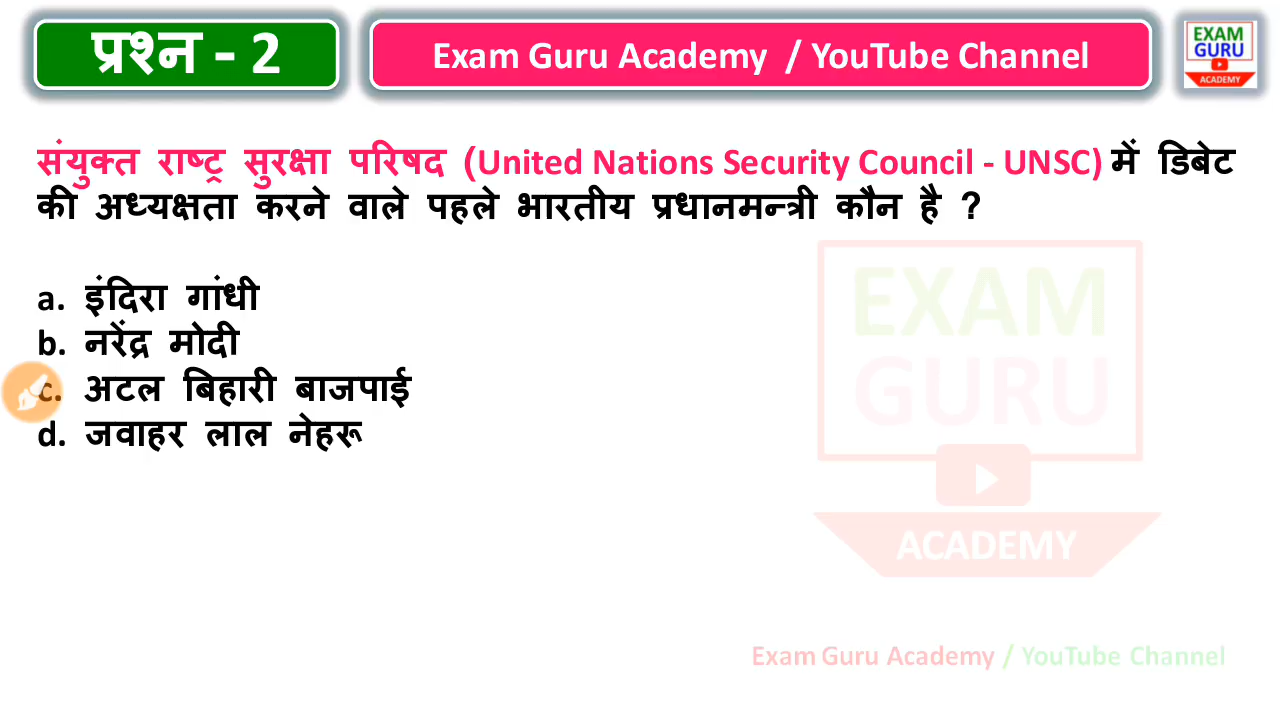 प्रश्न - 2
Exam Guru Academy / YouTube Channel
EXAM
GURU
ACADEMY
संयुक्त राष्ट्र सुरक्षा परिषद (United Nations Security Council - UNSC) में डिबेट
की अध्यक्षता करने वाले पहले भारतीय प्रधानमन्त्री कौन है ?
a. इंदिरा गांधी
b. नरेंद्र मोदी
c. अटल बिहारी बाजपाई
d. जवाहर लाल नेहरू
EXAM
GURU
ACADEMY
Exam Guru Academy / YouTube Channel